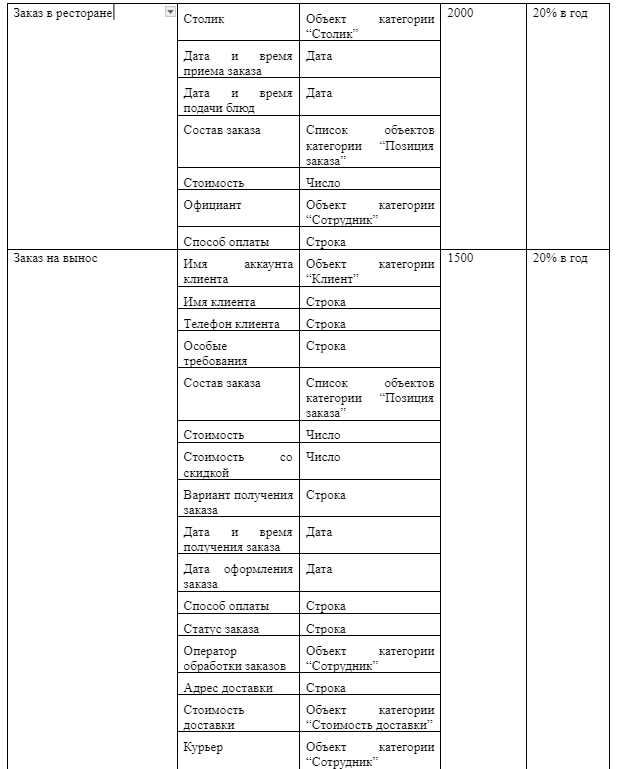 Заказ в ресторане
Столик
Объект категории
“Столик”
2000
20% в год
Дата и время
приема заказа
Дата
Дата и время
подачи блюд
Дата
Состав заказа
Список объектов
категории “Позиция
заказа”
Стоимость
Число
Официант
Объект категории
“Сотрудник”
Способ оплаты
Строка
Заказ на вынос
Имя аккаунта
клиента
Объект категории
“Клиент”
1500
20% в год
Имя клиента
Строка
Телефон клиента
Строка
Особые
требования
Строка
Состав заказа
Список объектов
категории “Позиция
заказа”
Стоимость
Число
Стоимость со
скидкой
Число
Вариант получения
заказа
Строка
Дата и время
получения заказа
Дата
Дата оформления
заказа
Дата
Способ оплаты
Строка
Статус заказа
Строка
Оператор
обработки заказов
Объект категории
“Сотрудник”
Адрес доставки
Строка
Стоимость
доставки
Объект категории
“Стоимость доставки”
Курьер
Объект категории
“Сотрудник”